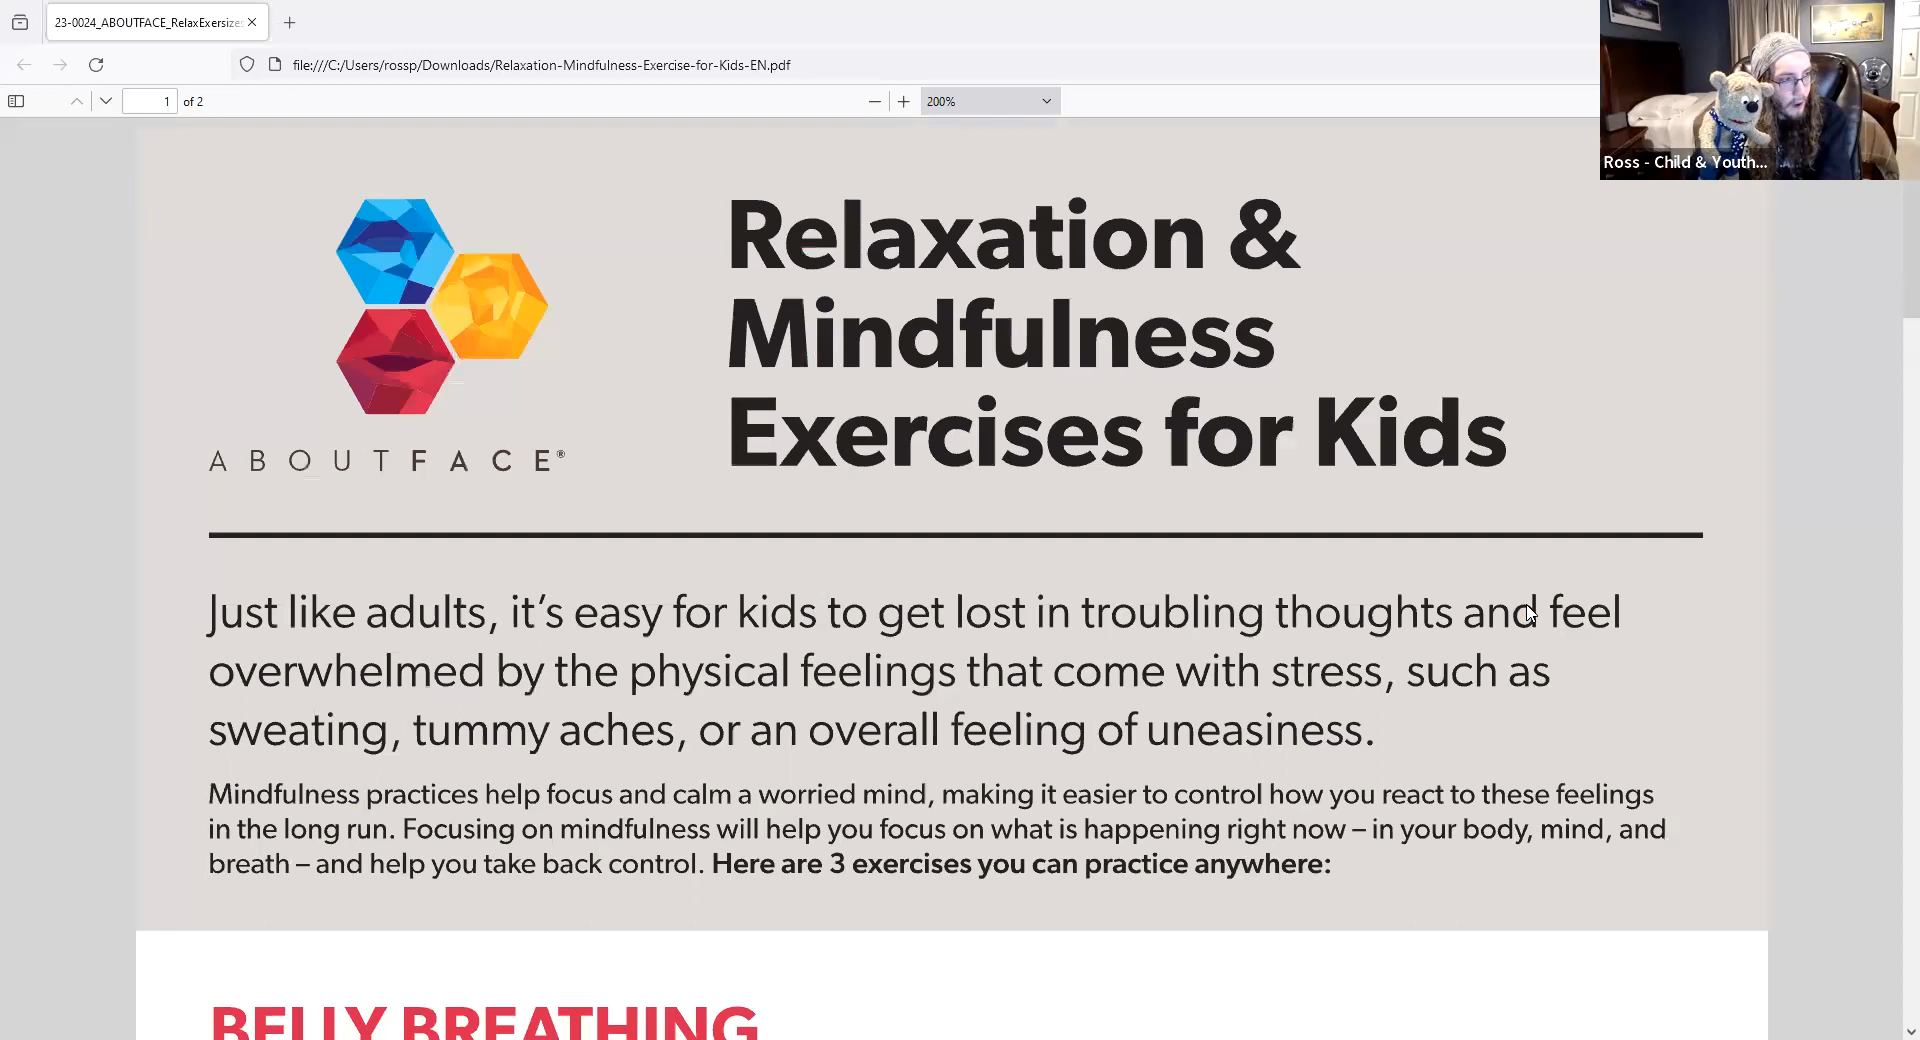 23-0024_ABOUTFACE_RelaxExersize
file:///C:/Users/rossp/Downloads/Relaxation-Mindfulness-Exercise-for-Kids-EN.pdf
1 of 2
200%
Ross - Child & Youth...
Relaxation &
Mindfulness
Exercises for Kids
ABOUTFACE®
Just like adults, it’s easy for kids to get lost in troubling thoughts and feel
overwhelmed by the physical feelings that come with stress, such as
sweating, tummy aches, or an overall feeling of uneasiness.
Mindfulness practices help focus and calm a worried mind, making it easier to control how you react to these feelings
in the long run. Focusing on mindfulness will help you focus on what is happening right now – in your body, mind, and
breath – and help you take back control. Here are 3 exercises you can practice anywhere:
BELLY BREATHING